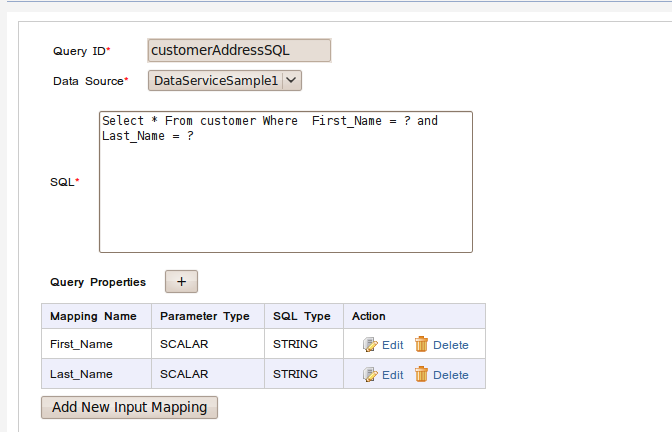 Query ID* customerAddressSQL
Data Source* DataServiceSample1
Select * From customer Where  First_Name = ? and
Last_Name = ?
SQL*
Query Properties +
Mapping Name Parameter Type SQL Type Action
First_Name SCALAR STRING Edit Delete
Last_Name SCALAR STRING Edit Delete
Add New Input Mapping